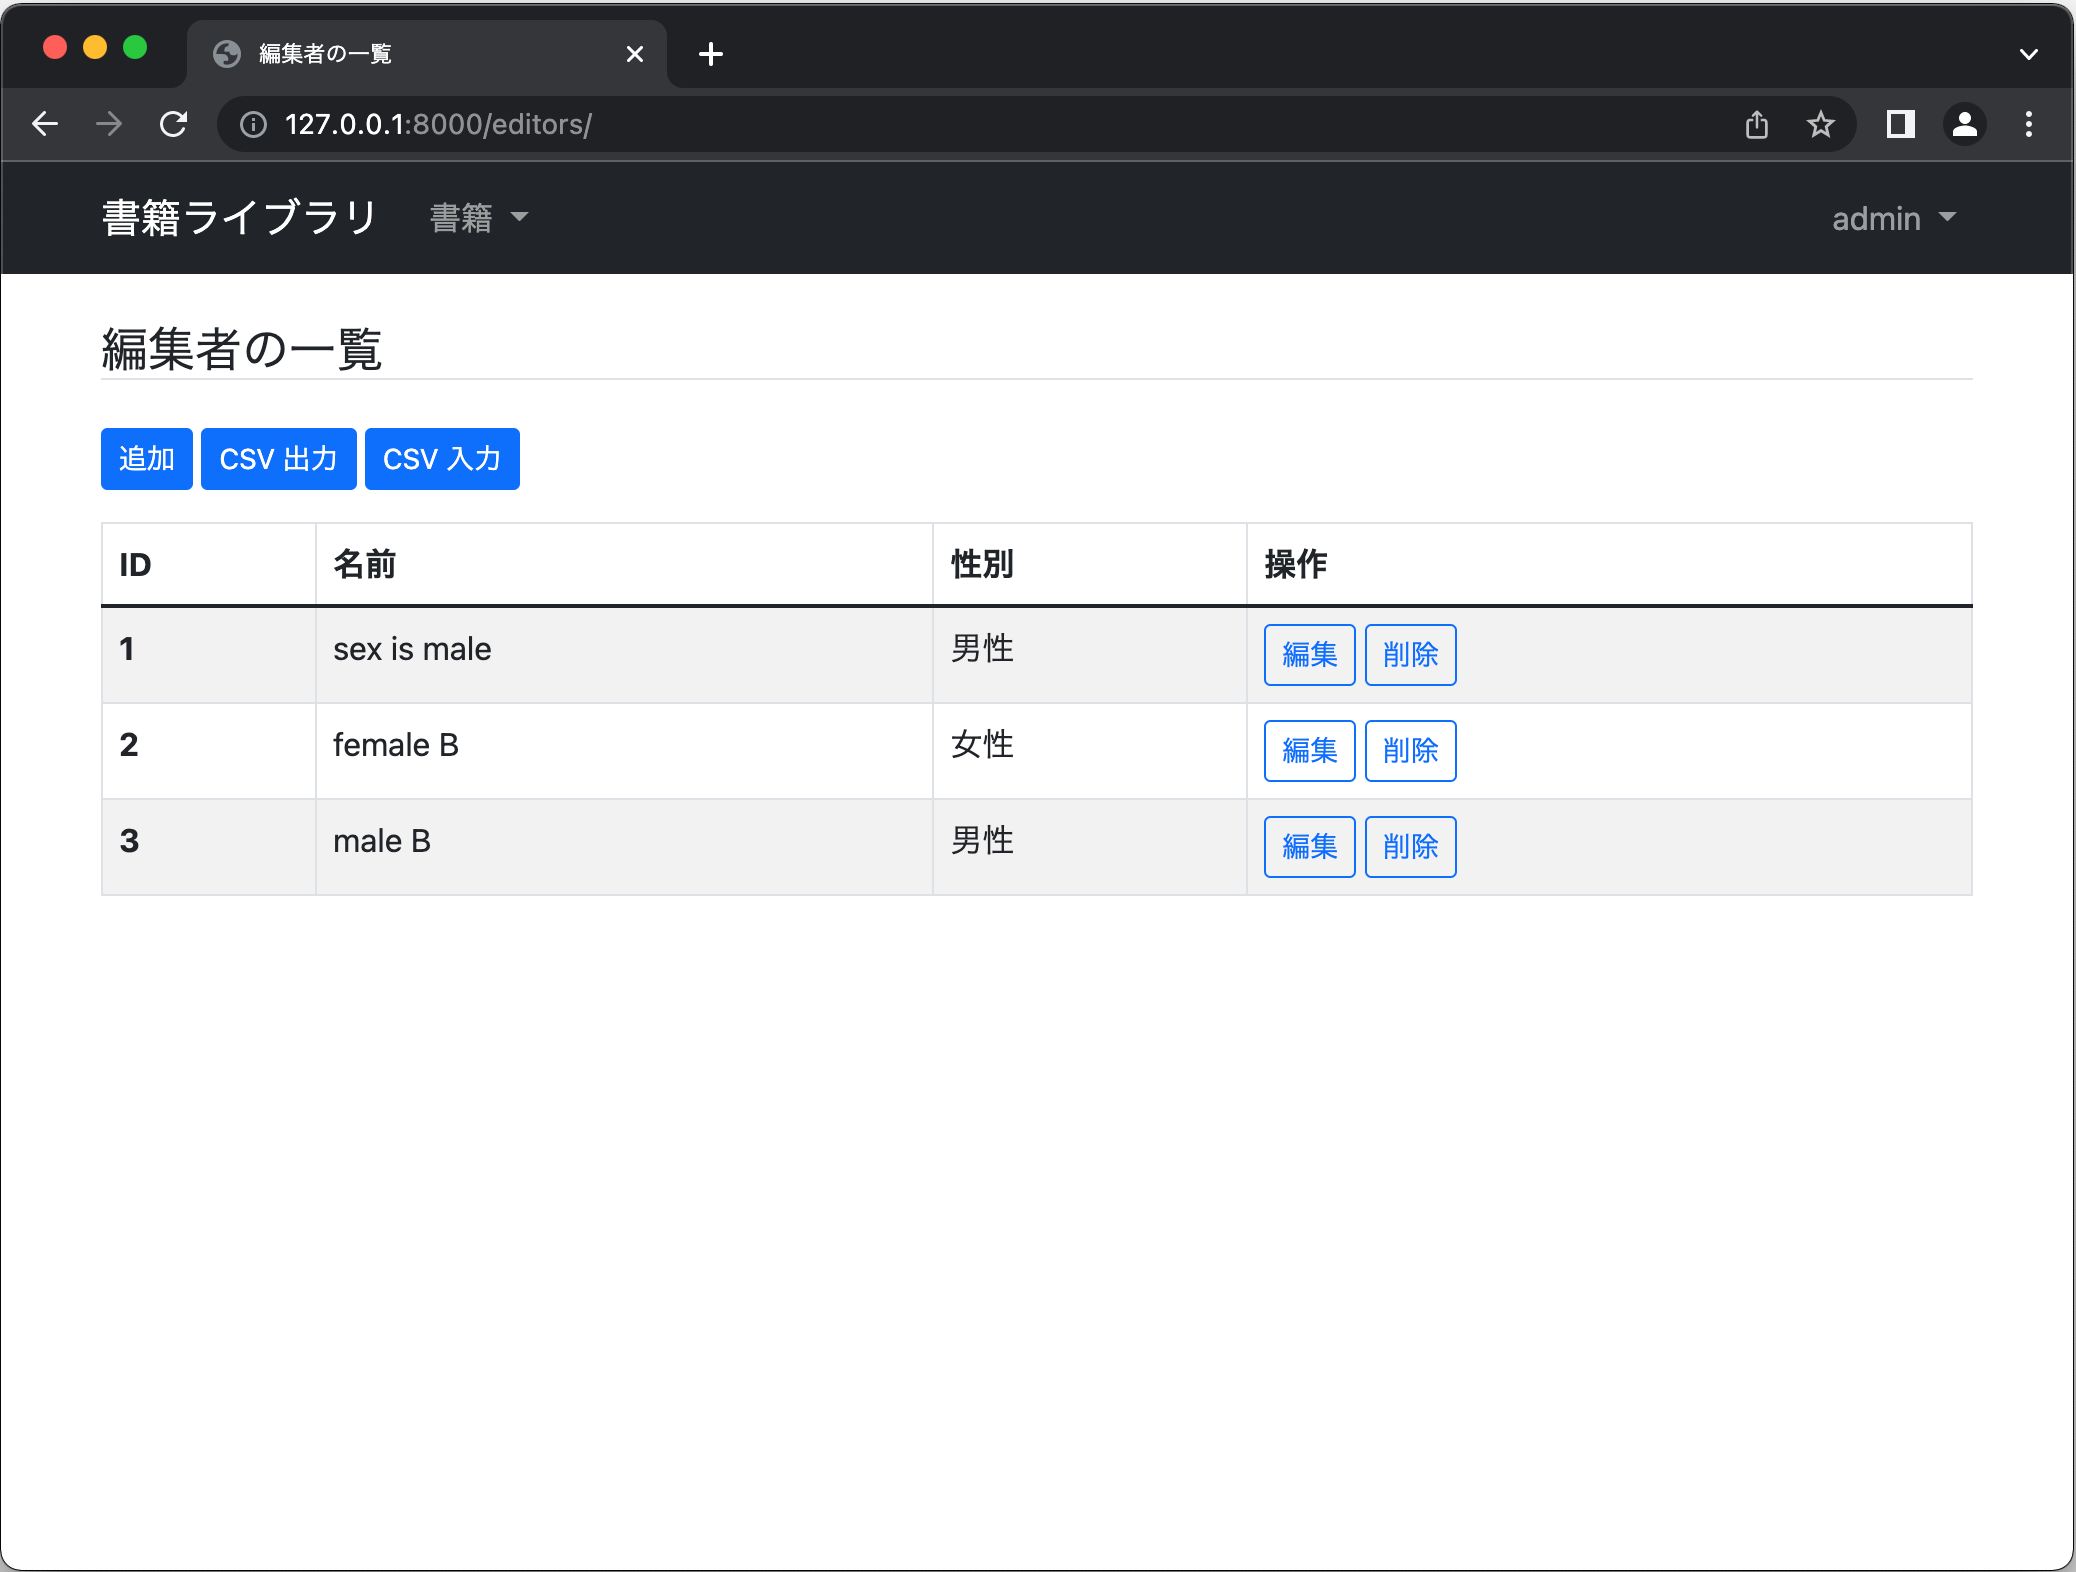 編集者の一覧
127.0.0.1:8000/editors/
書籍ライブラリ 書籍 admin
編集者の一覧
追加 CSV 出力 CSV 入力
ID 名前 性別 操作
1 sex is male 男性 編集 削除
2 female B 女性 編集 削除
3 male B 男性 編集 削除